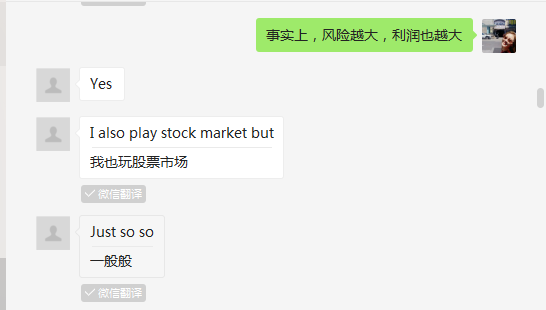 事实上，风险越大，利润也越大
Yes
I also play stock market but
我也玩股票市场
微信翻译
Just so so
一般般
微信翻译